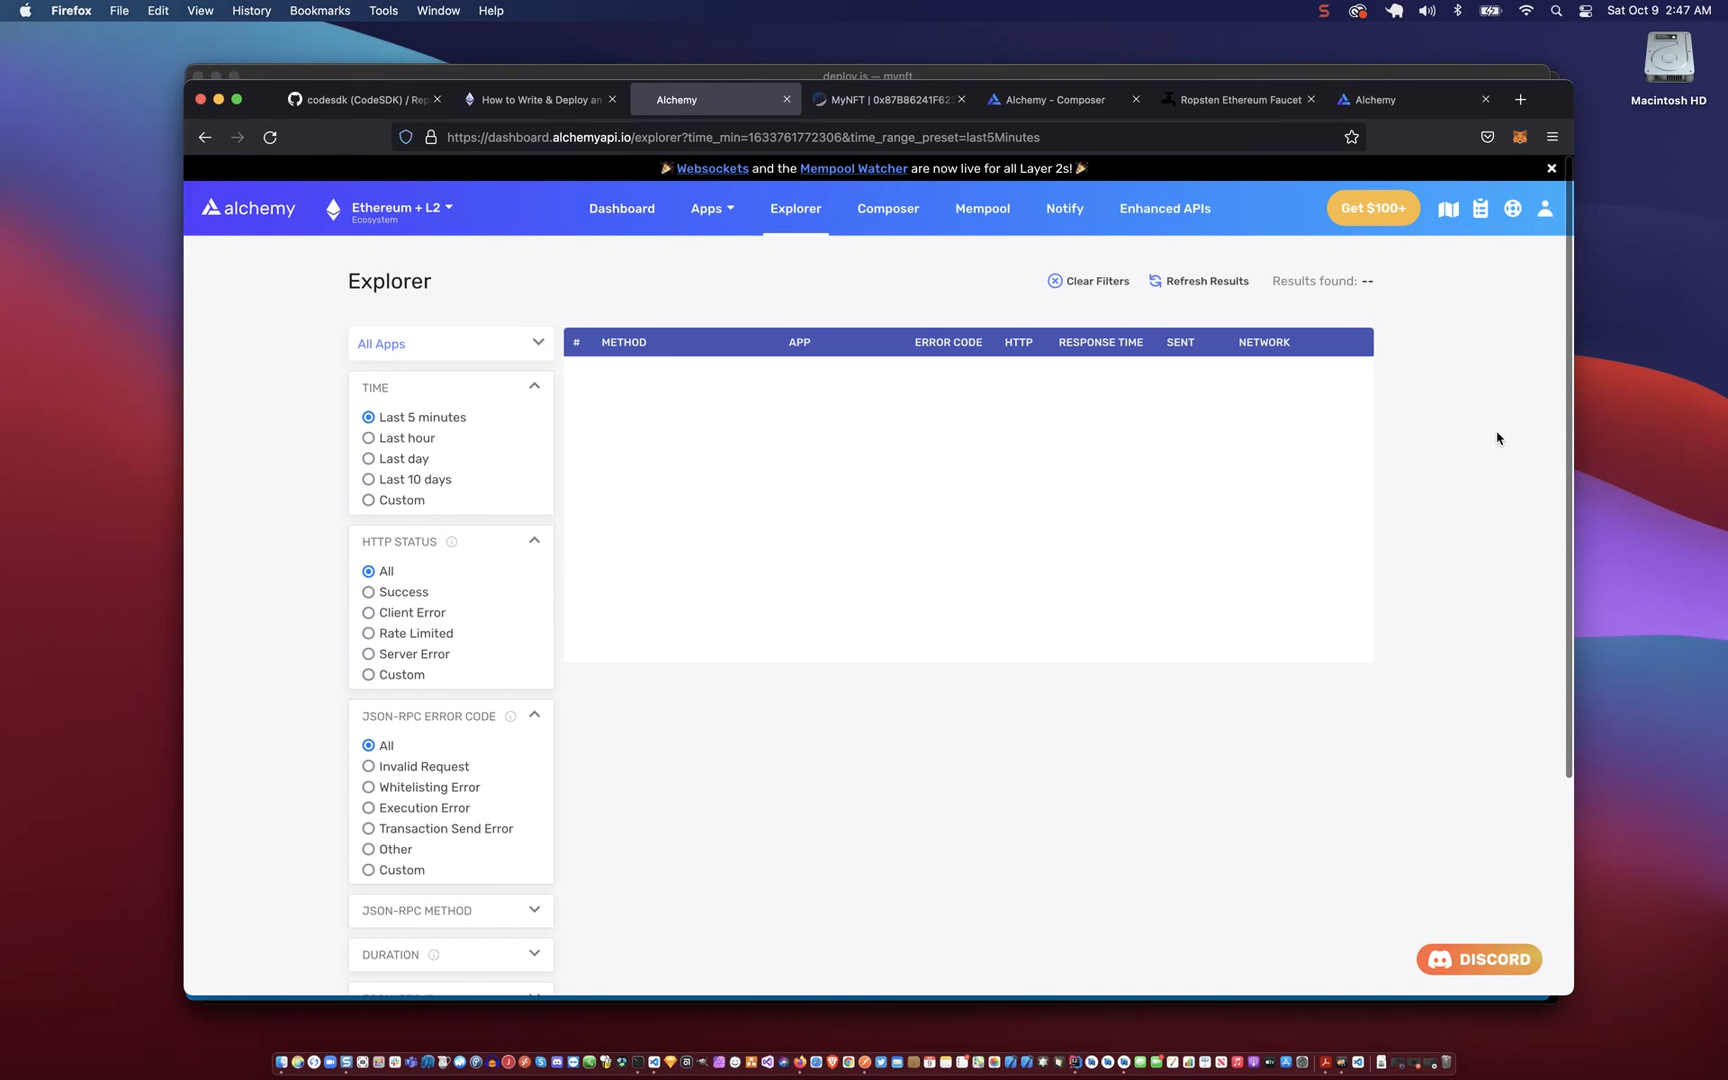 Firefox File Edit View History Bookmarks Tools Window Help Sat Oct 9 2:47 AM
Macintosh HD
deploy.js — mynft
codesdk (CodeSDK) / Rep How to Write & Deploy an Alchemy MyNFT | 0x87B86241F62 Alchemy - Composer Ropsten Ethereum Faucet Alchemy
https://dashboard.alchemyapi.io/explorer?time_min=1633761772306&time_range_preset=last5Minutes
Websockets and the Mempool Watcher are now live for all Layer 2s!
alchemy Ethereum + L2 Dashboard Apps Explorer Composer Mempool Notify Enhanced APIs Get $100+
Ecosystem
Explorer Clear Filters Refresh Results Results found: --
All Apps
# METHOD APP ERROR CODE HTTP RESPONSE TIME SENT NETWORK
TIME
Last 5 minutes
Last hour
Last day
Last 10 days
Custom
HTTP STATUS
All
Success
Client Error
Rate Limited
Server Error
Custom
JSON-RPC ERROR CODE
All
Invalid Request
Whitelisting Error
Execution Error
Transaction Send Error
Other
Custom
JSON-RPC METHOD
DURATION
DISCORD